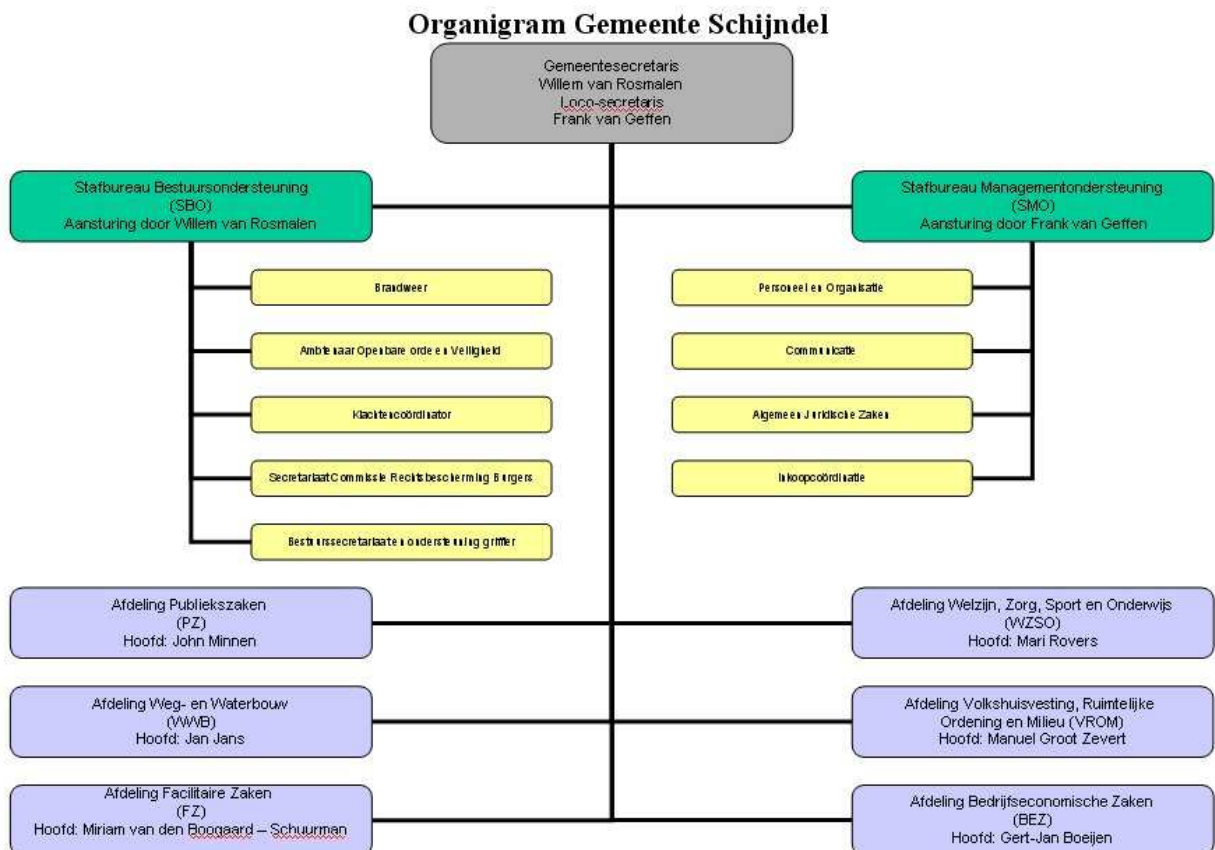 Organigram Gemeente Schijndel
Gemeentesecretaris
Willem van Rosmalen
Loco-secretaris
Frank van Geffen
Stafbureau Bestuursondersteuning
(SBO)
Aansturing door Willem van Rosmalen
Stafbureau Managementondersteuning
(SMO)
Aansturing door Frank van Geffen
Brandweer
Ambtenaar Openbare orde en Veiligheid
Klachtencoördinator
Secretariaat Commissie Rechtsbescherming Burgers
Bestuurssecretariaat en ondersteuning griffier
Personeel en Organisatie
Communicatie
Algemeen Juridische Zaken
Inkoopcoördinatie
Afdeling Publiekszaken
(PZ)
Hoofd: John Minnen
Afdeling Welzijn, Zorg, Sport en Onderwijs
(WZSO)
Hoofd: Mari Rovers
Afdeling Weg- en Waterbouw
(WWB)
Hoofd: Jan Jans
Afdeling Volkshuisvesting, Ruimtelijke
Ordening en Milieu (VROM)
Hoofd: Manuel Groot Zevert
Afdeling Facilitaire Zaken
(FZ)
Hoofd: Miriam van den Boogaard – Schuurman
Afdeling Bedrijfseconomische Zaken
(BEZ)
Hoofd: Gert-Jan Boeijen